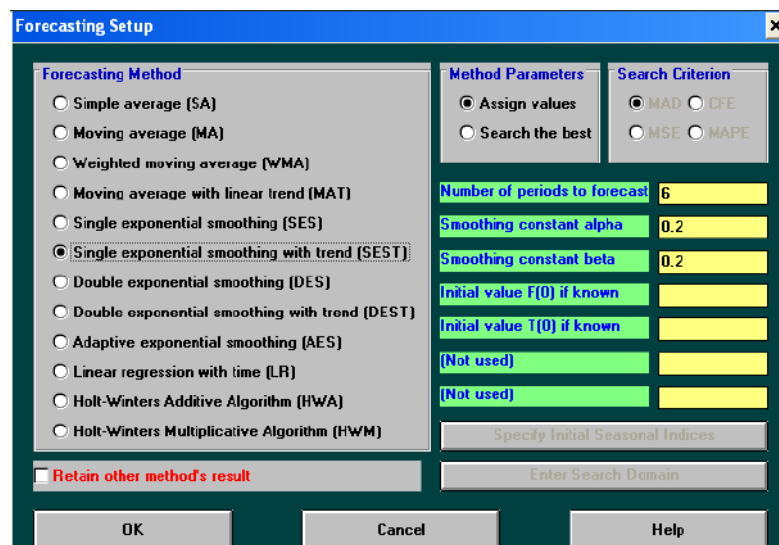 Forecasting Setup
Forecasting Method
Simple average (SA)
Moving average (MA)
Weighted moving average (WMA)
Moving average with linear trend (MAT)
Single exponential smoothing (SES)
Single exponential smoothing with trend (SEST)
Double exponential smoothing (DES)
Double exponential smoothing with trend (DEST)
Adaptive exponential smoothing (AES)
Linear regression with time (LR)
Holt-Winters Additive Algorithm (HWA)
Holt-Winters Multiplicative Algorithm (HWM)
Retain other method's result
Method Parameters
Assign values
Search the best
Search Criterion
MAD CFE
MSE MAPE
Number of periods to forecast 6
Smoothing constant alpha 0.2
Smoothing constant beta 0.2
Initial value F(0) if known
Initial value T(0) if known
(Not used)
(Not used)
Specify Initial Seasonal Indices
Enter Search Domain
OK Cancel Help